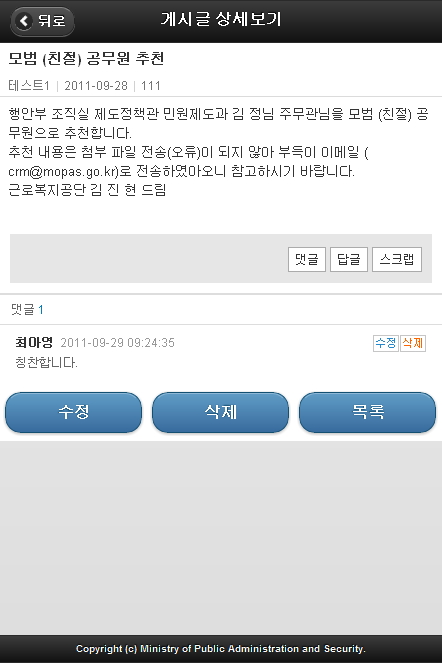 뒤로
게시글 상세보기
모범 (친절) 공무원 추천
테스트1 | 2011-09-28 | 111
행안부 조직실 제도정책관 민원제도과 김 정님 주무관님을 모범 (친절) 공
무원으로 추천합니다.
추천 내용은 첨부 파일 전송(오류)이 되지 않아 부득이 이메일 (
crm@mopas.go.kr)로 전송하였아오니 참고하시기 바랍니다.
근로복지공단 김 진 현 드림
댓글 답글 스크랩
댓글 1
최아영 2011-09-29 09:24:35 수정 삭제
칭찬합니다.
수정 삭제 목록
Copyright (c) Ministry of Public Administration and Security.